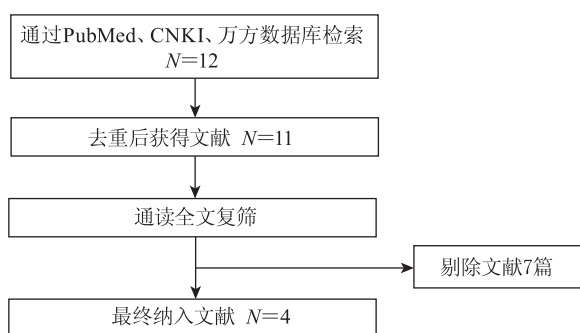 通过PubMed、CNKI、万方数据库检索
N=12
去重后获得文献 N=11
通读全文复筛
剔除文献7篇
最终纳入文献 N=4